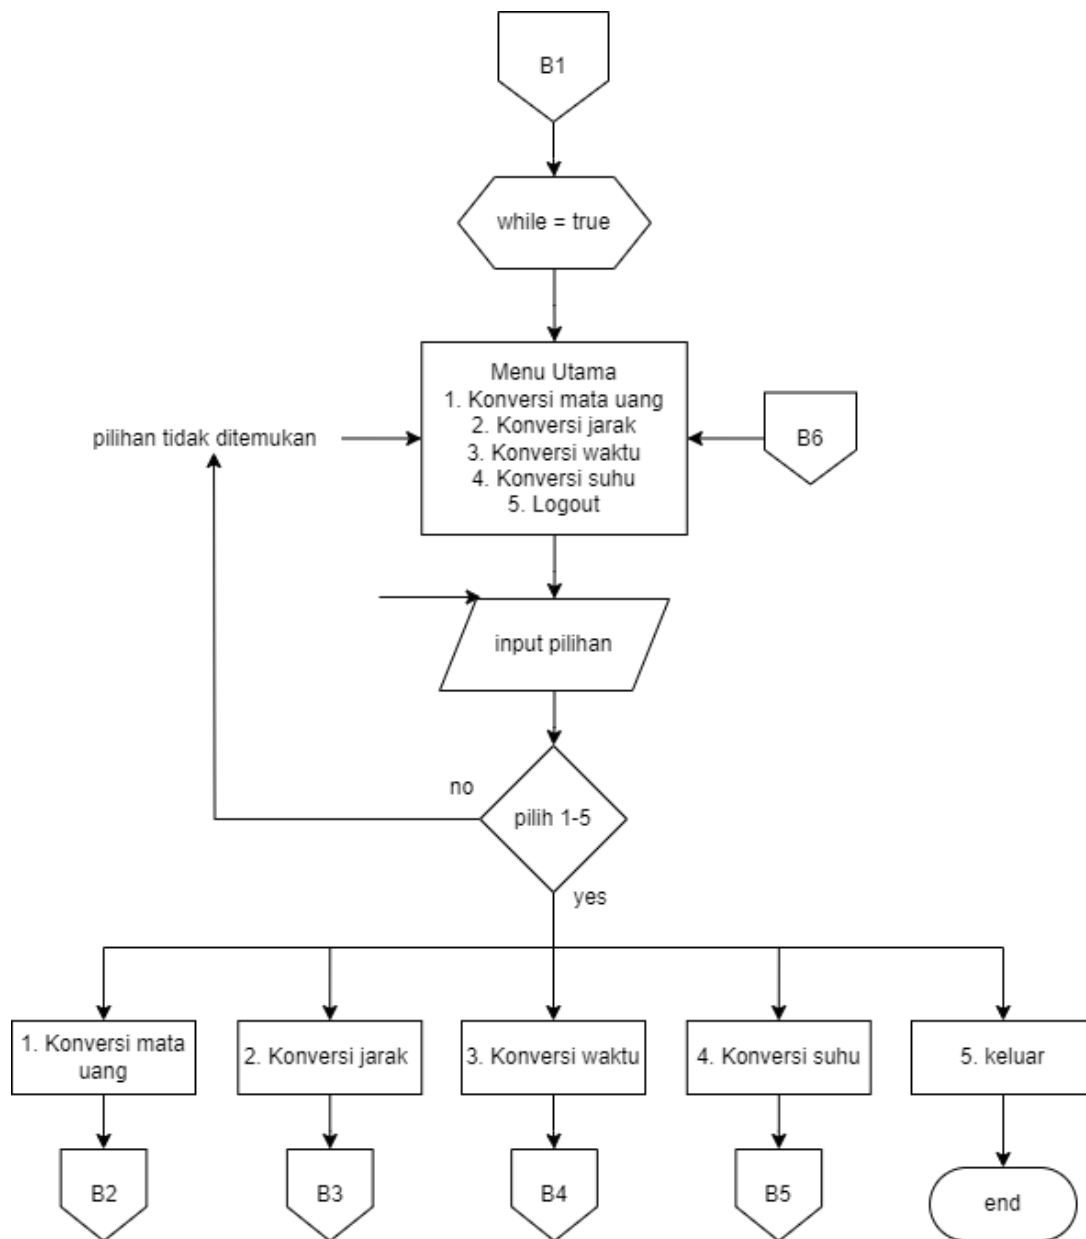 B1
while = true
Menu Utama
1. Konversi mata uang
2. Konversi jarak
3. Konversi waktu
4. Konversi suhu
5. Logout
pilihan tidak ditemukan
B6
input pilihan
no
pilih 1-5
yes
1. Konversi mata
uang
2. Konversi jarak
3. Konversi waktu
4. Konversi suhu
5. keluar
B2
B3
B4
B5
end